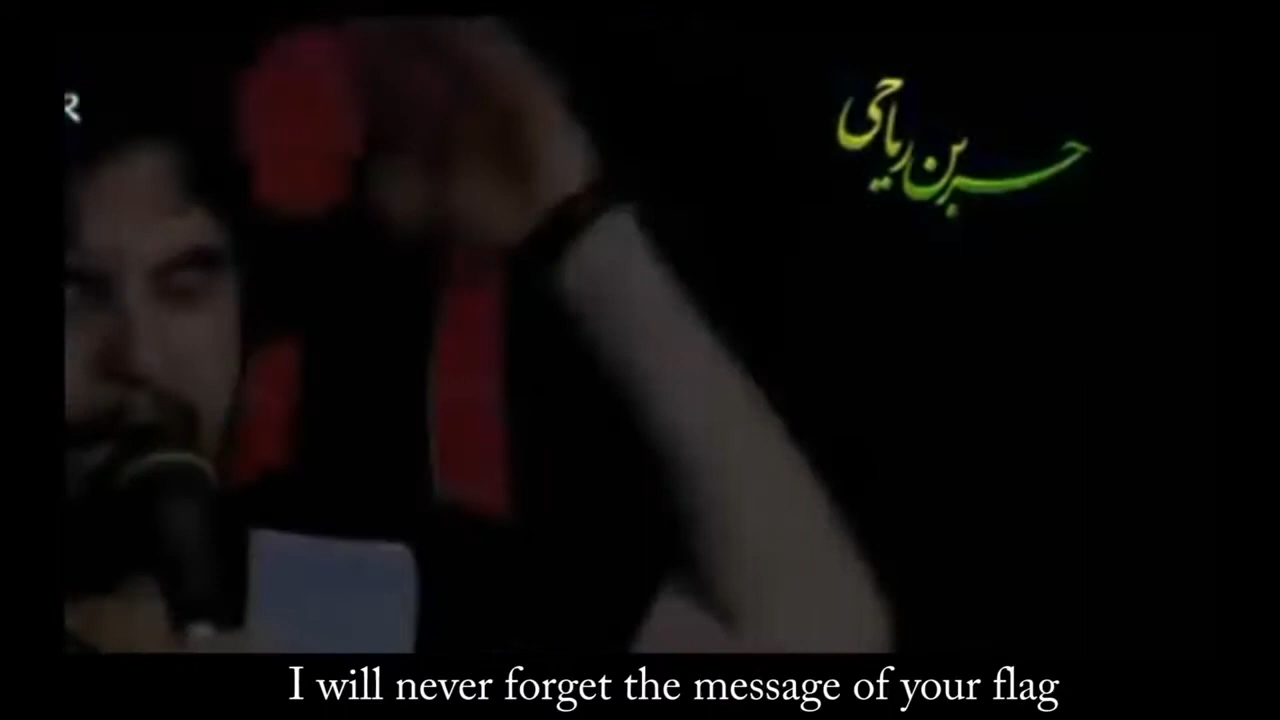 R
حر بن ریاحی
I will never forget the message of your flag